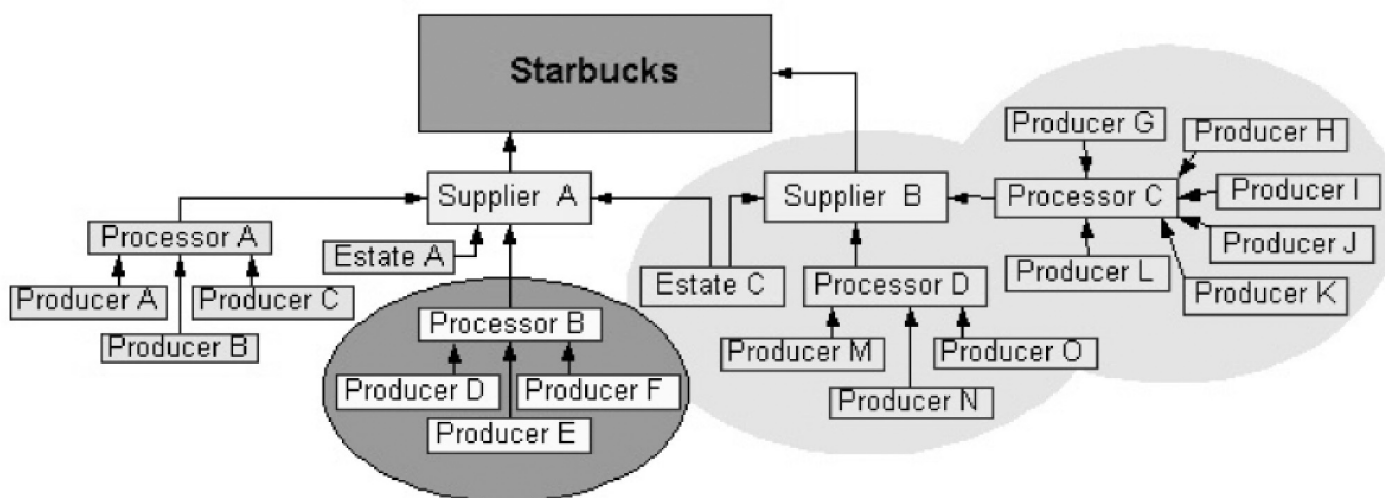 Starbucks
Producer G
Producer H
Supplier A
Supplier B
Processor C
Producer I
Processor A
Producer J
Estate A
Estate C
Processor D
Producer L
Producer K
Producer A
Producer C
Processor B
Producer B
Producer M
Producer O
Producer D
Producer F
Producer N
Producer E